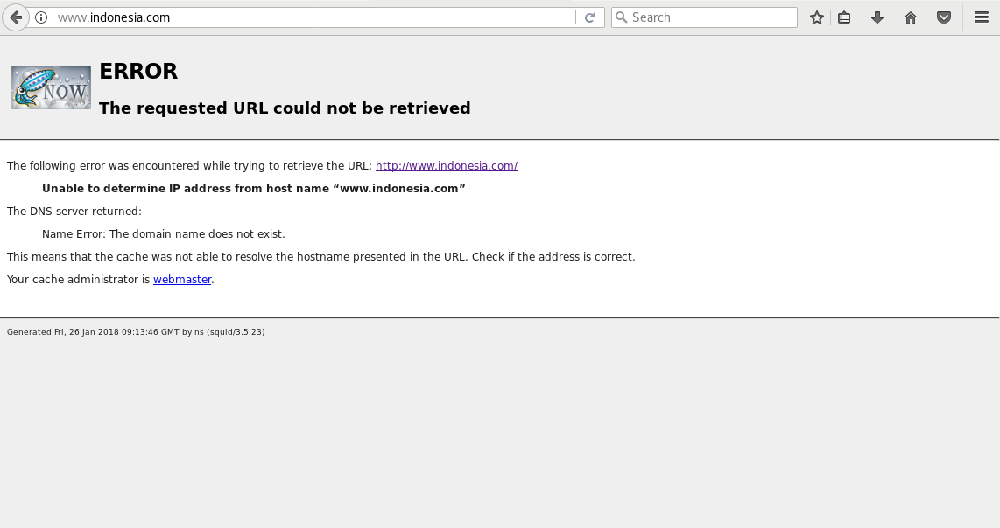 www.indonesia.com
Search
NOW
ERROR
The requested URL could not be retrieved
The following error was encountered while trying to retrieve the URL: http://www.indonesia.com/
Unable to determine IP address from host name “www.indonesia.com”
The DNS server returned:
Name Error: The domain name does not exist.
This means that the cache was not able to resolve the hostname presented in the URL. Check if the address is correct.
Your cache administrator is webmaster.
Generated Fri, 26 Jan 2018 09:13:46 GMT by ns (squid/3.5.23)